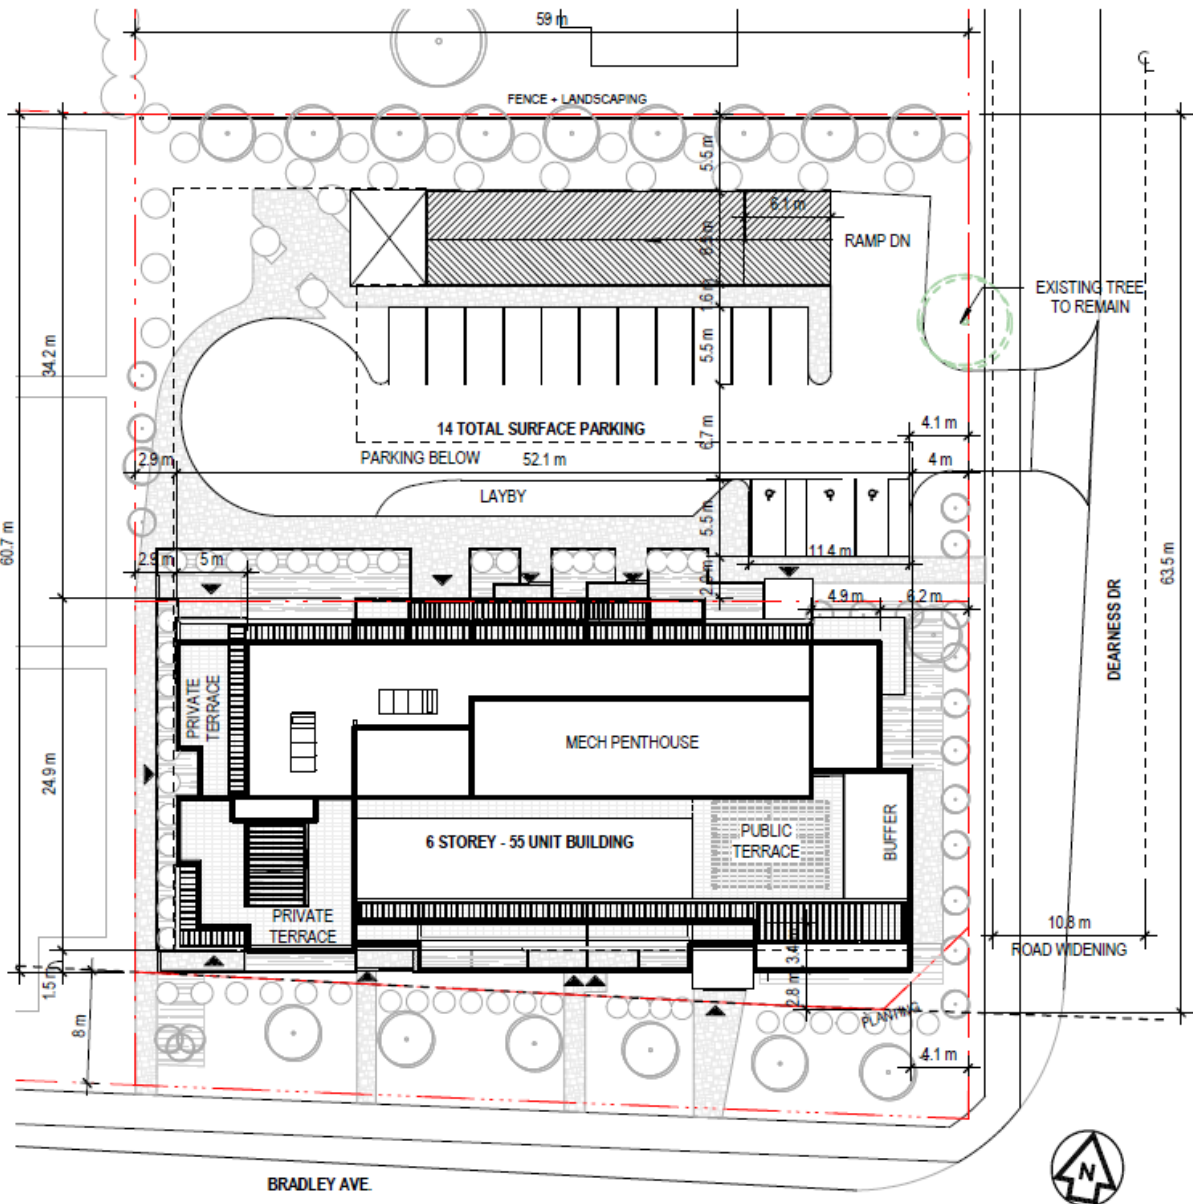 59 m
FENCE + LANDSCAPING
5.5 m
6.1 m
RAMP DN
EXISTING TREE
TO REMAIN
1.6 m
5.5 m
34.2 m
14 TOTAL SURFACE PARKING
6.7 m
4.1 m
2.9 m
PARKING BELOW
52.1 m
4 m
LAYBY
60.7 m
5.5 m
63.5 m
11.4 m
2.9 m
5 m
4.9 m
6.2 m
DEARNESS DR
PRIVATE
TERRACE
MECH PENTHOUSE
24.9 m
6 STOREY - 55 UNIT BUILDING
PUBLIC
TERRACE
BUFFER
PRIVATE
TERRACE
10.8 m
ROAD WIDENING
3.4 m
1.5 m
2.8 m
PLANTING
8 m
4.1 m
N
BRADLEY AVE.